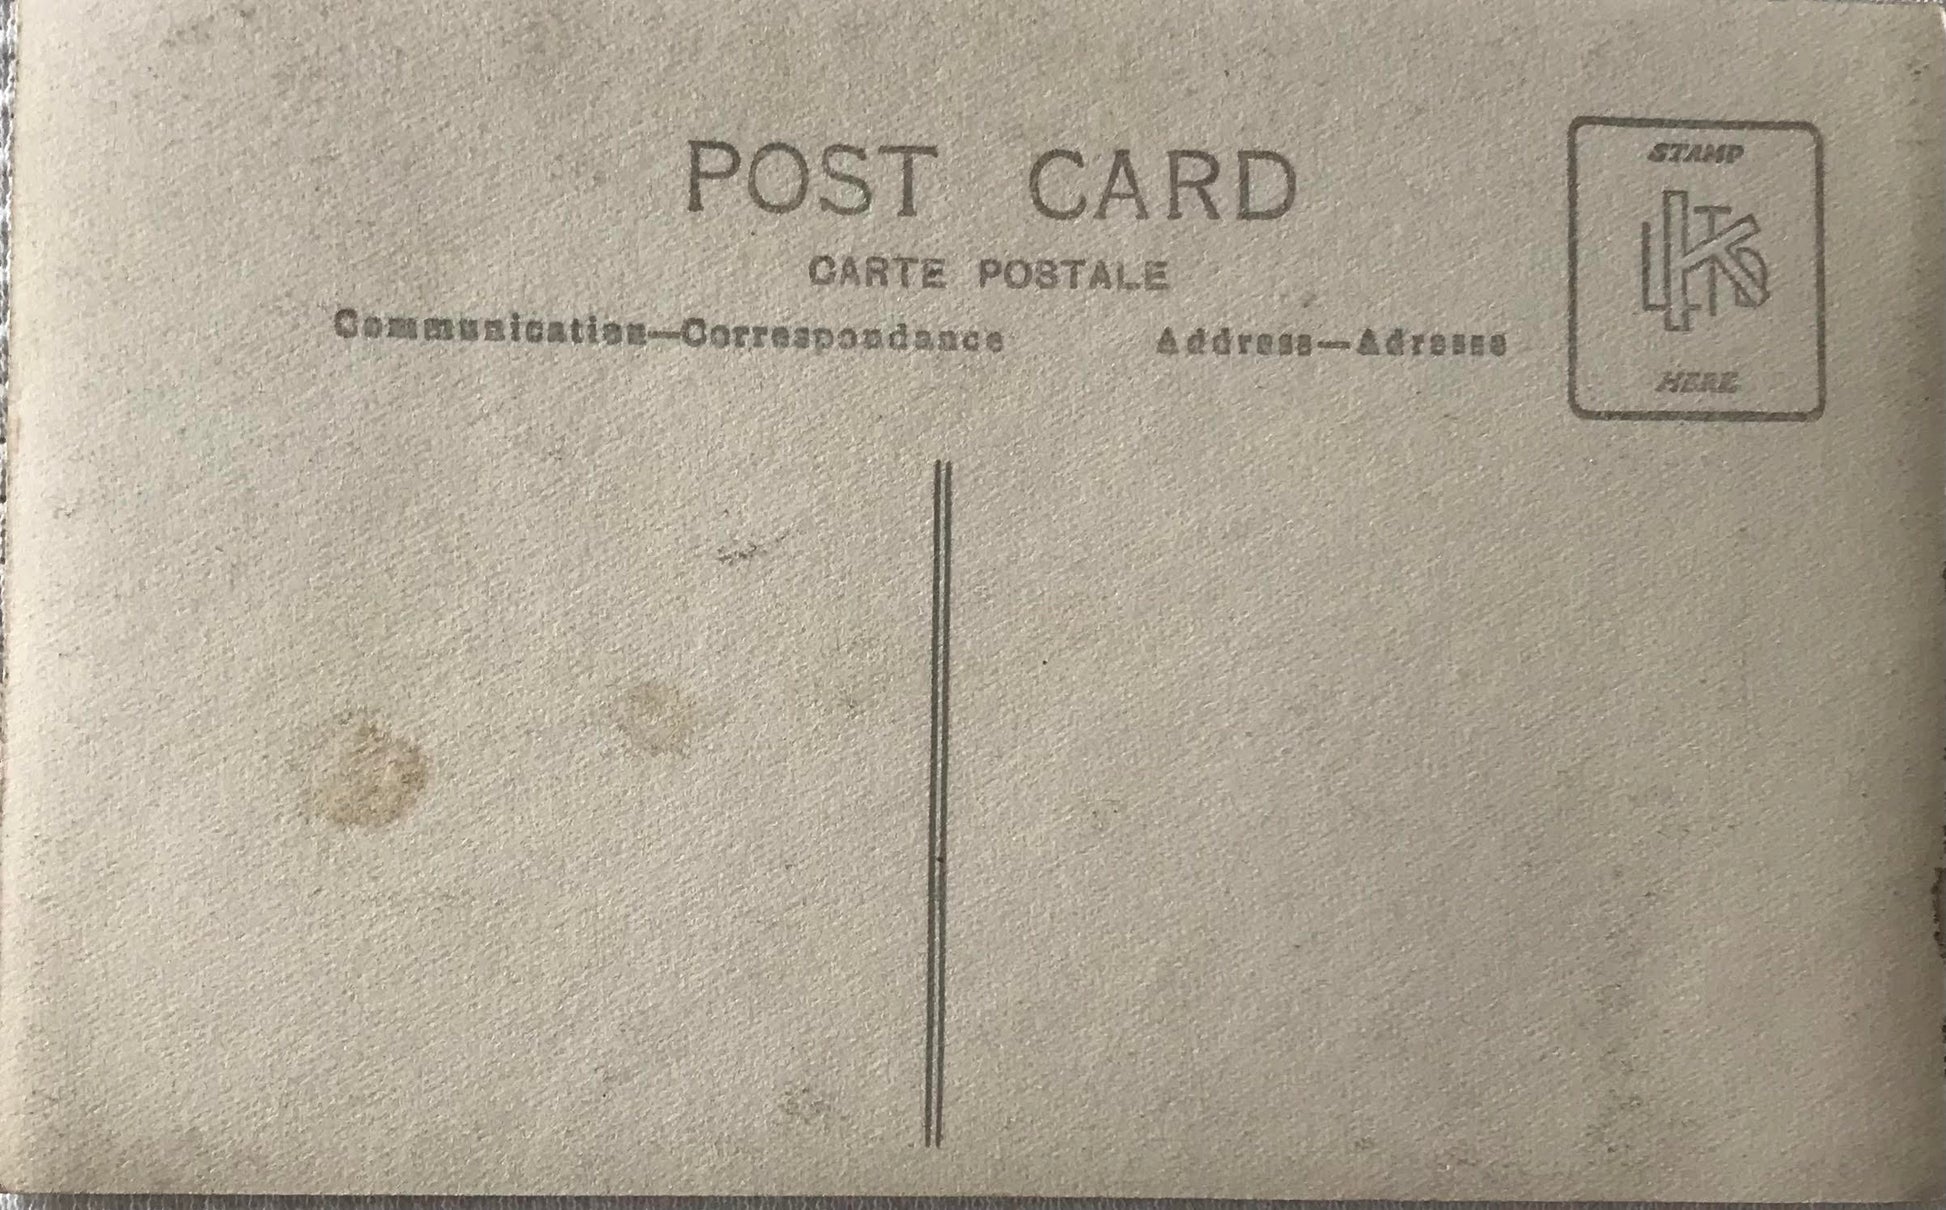 POST CARD
CARTE POSTALE
Communication—Correspondance
Address—Adresse
STAMP
HERE